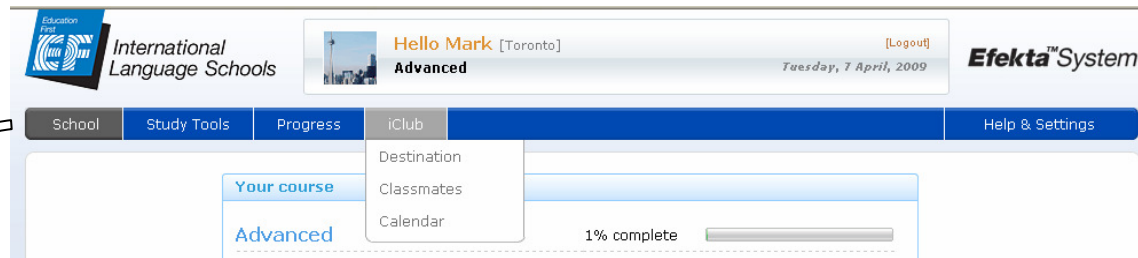 Education
First
EF
International
Language Schools
Hello Mark [Toronto]
[Logout]
Advanced
Tuesday, 7 April, 2009
Efekta™System
School
Study Tools
Progress
iClub
Help & Settings
Destination
Classmates
Calendar
Your course
Advanced
1% complete